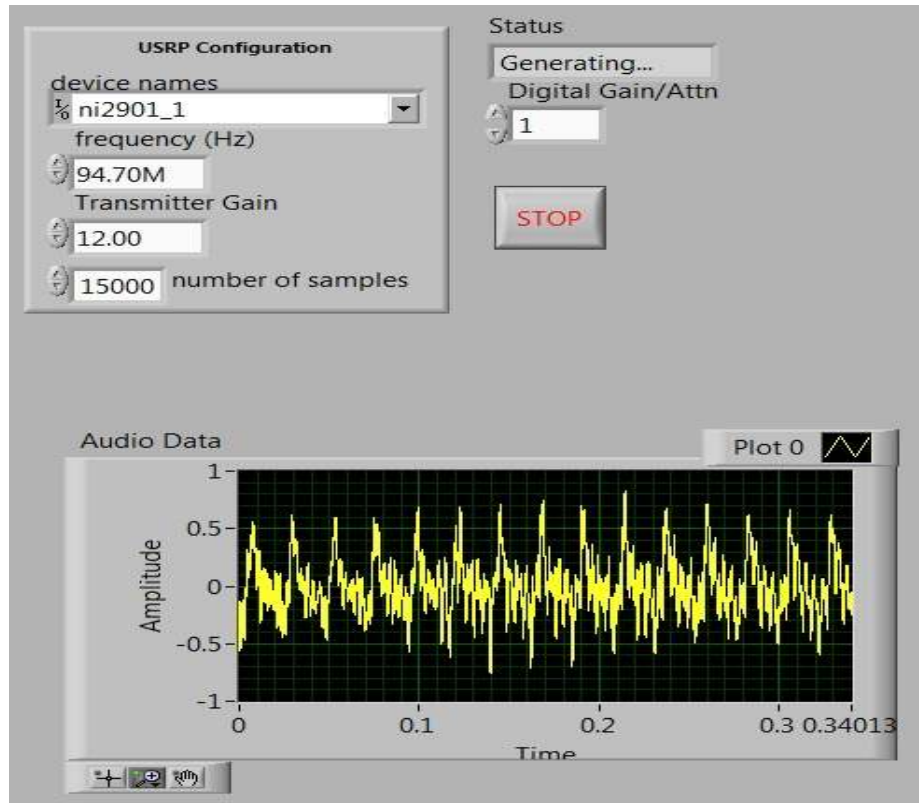 USRP Configuration
device names
ni2901_1
frequency (Hz)
94.70M
Transmitter Gain
12.00
15000 number of samples
Status
Generating...
Digital Gain/Attn
1
STOP
Audio Data
Plot 0
Amplitude
1
0.5
0
-0.5
-1
0 0.1 0.2 0.3 0.34013
Time